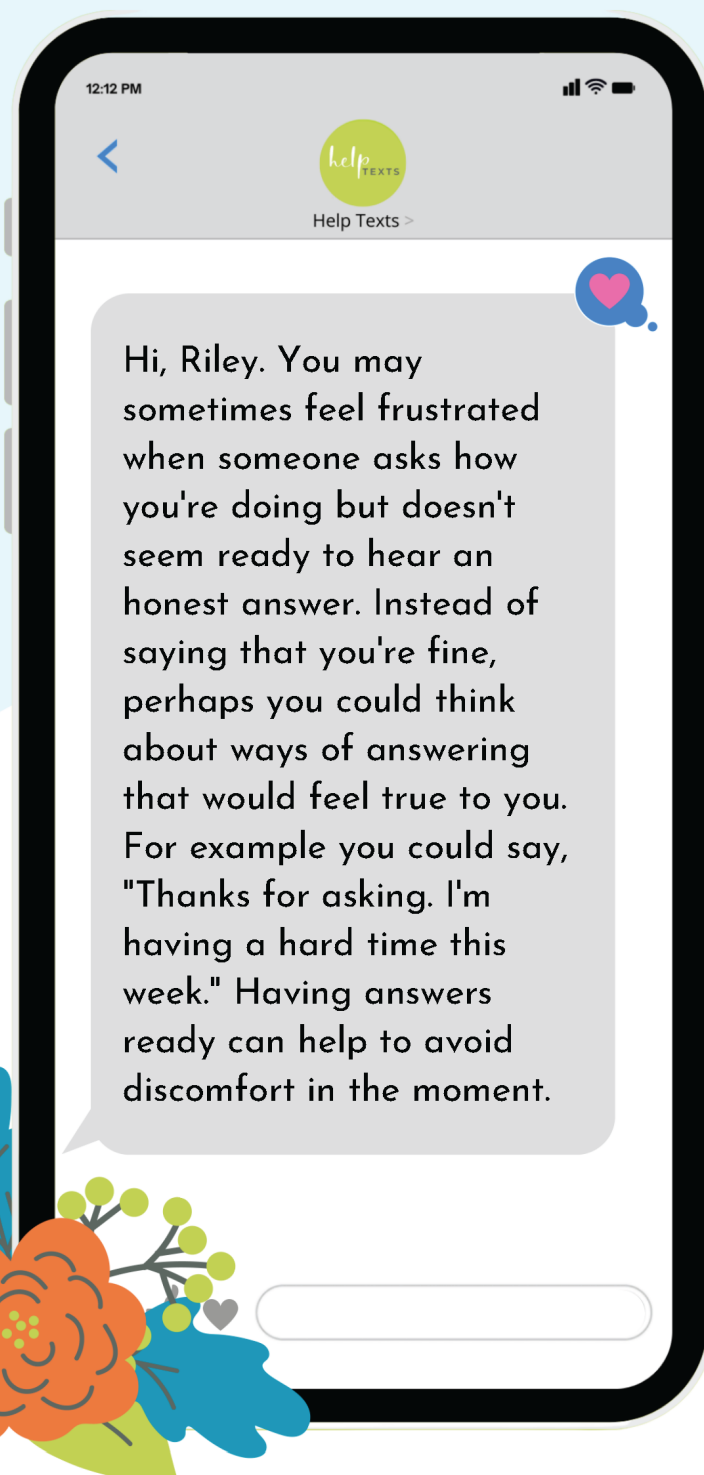 12:12 PM
help
TEXTS
Help Texts >
Hi, Riley. You may
sometimes feel frustrated
when someone asks how
you're doing but doesn't
seem ready to hear an
honest answer. Instead of
saying that you're fine,
perhaps you could think
about ways of answering
that would feel true to you.
For example you could say,
"Thanks for asking. I'm
having a hard time this
week." Having answers
ready can help to avoid
discomfort in the moment.